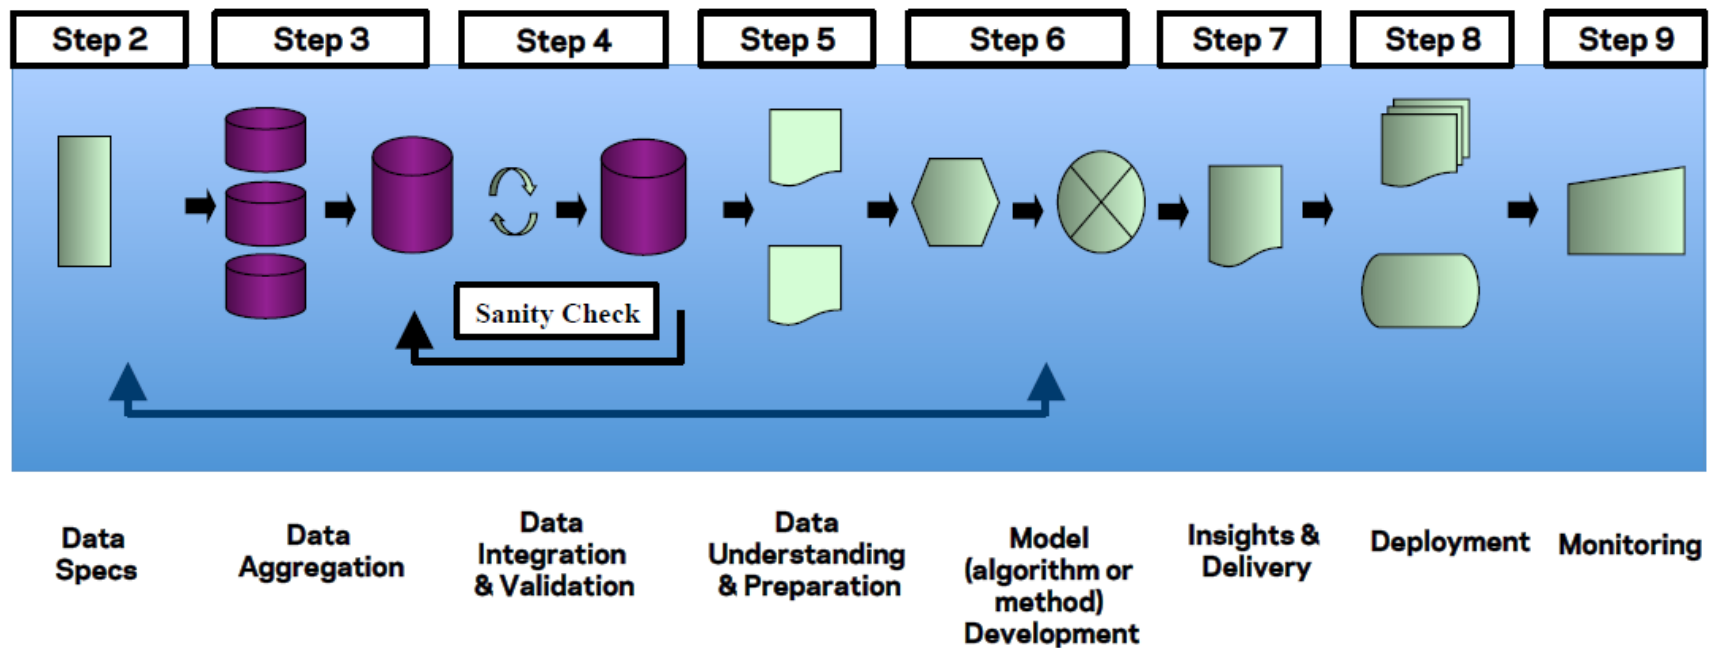 Step 2
Step 3
Step 4
Step 5
Step 6
Step 7
Step 8
Step 9
Sanity Check
Data
Specs
Data
Aggregation
Data
Integration
& Validation
Data
Understanding
& Preparation
Model
(algorithm or
method)
Development
Insights &
Delivery
Deployment
Monitoring